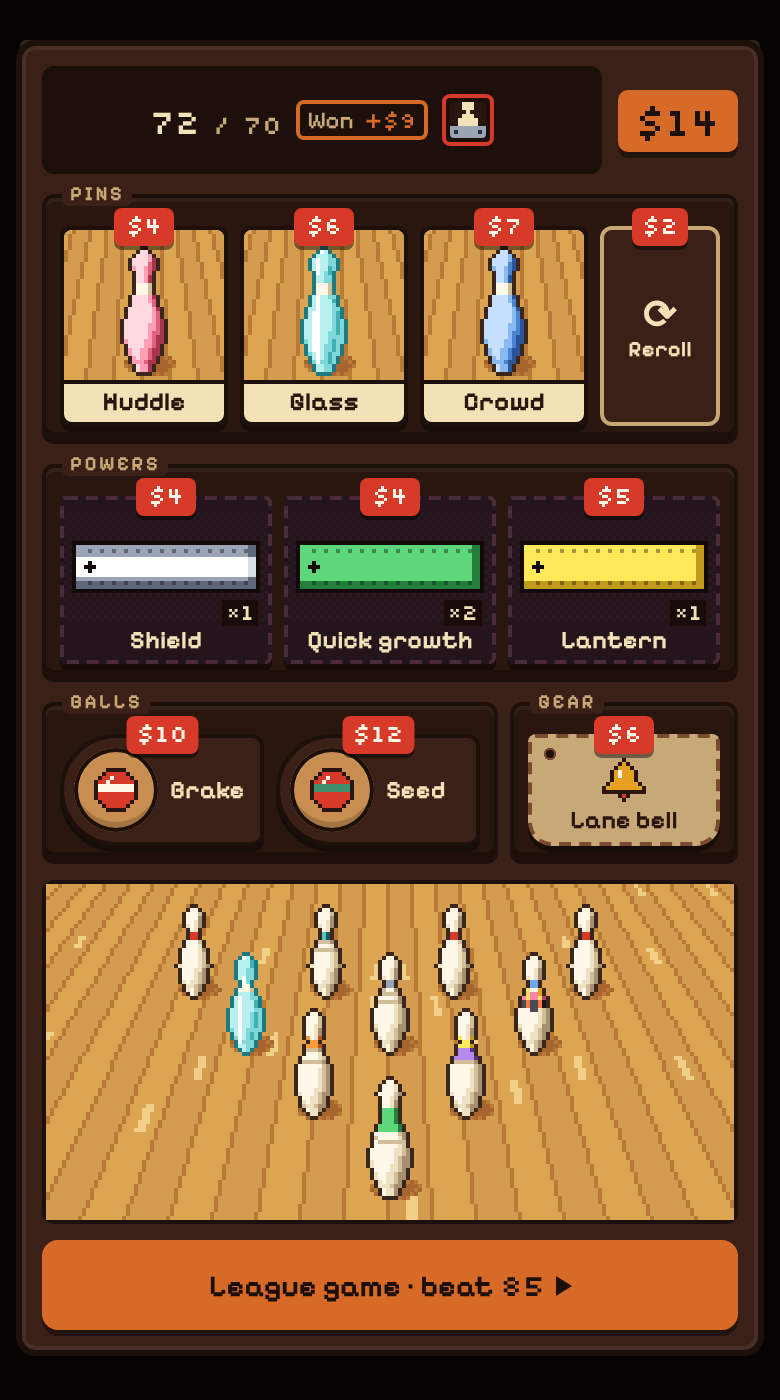 72 / 70 Won +$9
$14
PINS
$4 $6 $7 $2
Huddle Glass Crowd Reroll
POWERS
$4 $4 $5
×1 ×2 ×1
Shield Quick growth Lantern
BALLS GEAR
$10 $12 $6
Brake Seed Lane bell
League game · beat 85 ▶